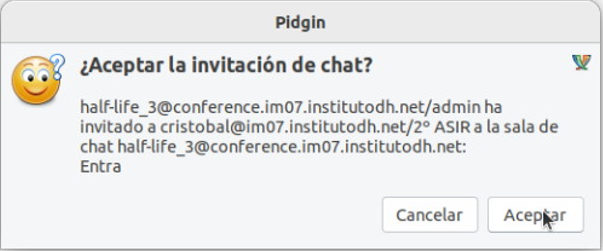 Pidgin
¿Aceptar la invitación de chat?
half-life_3@conference.im07.institutodh.net/admin ha
invitado a cristobal@im07.institutodh.net/2º ASIR a la sala de
chat half-life_3@conference.im07.institutodh.net:
Entra
Cancelar
Aceptar